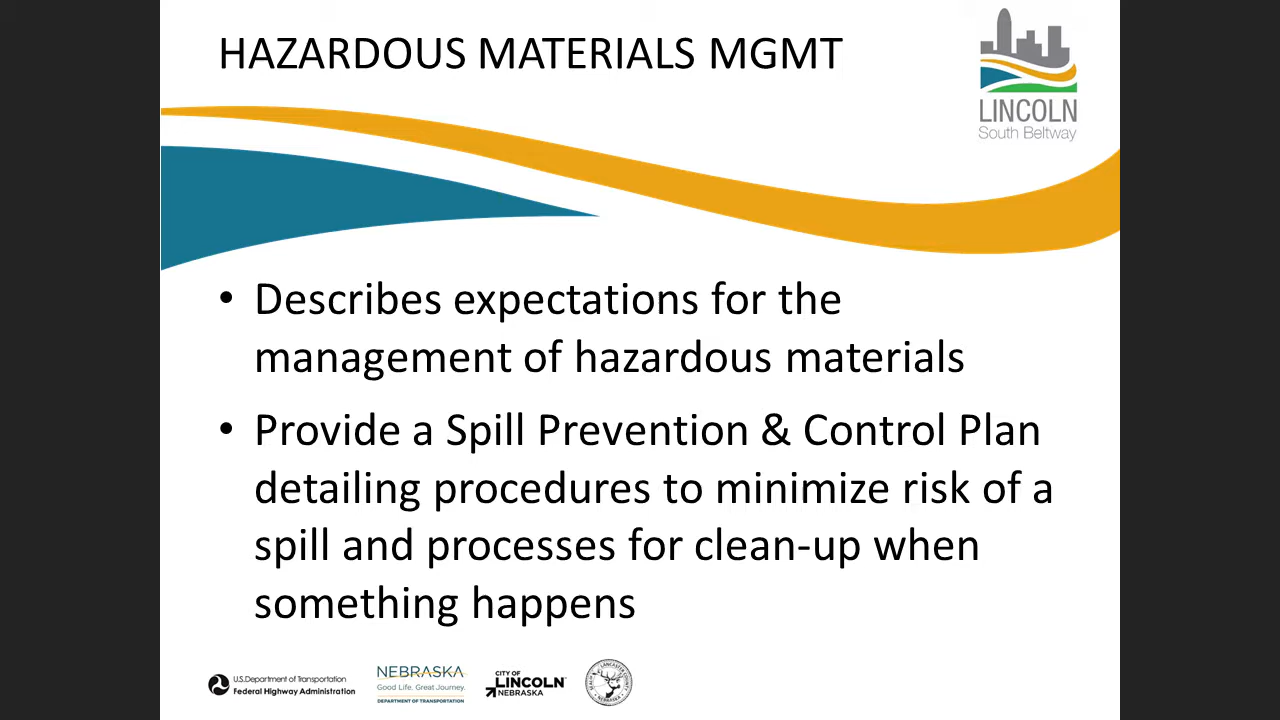 HAZARDOUS MATERIALS MGMT
LINCOLN
South Beltway
• Describes expectations for the
management of hazardous materials
• Provide a Spill Prevention & Control Plan
detailing procedures to minimize risk of a
spill and processes for clean-up when
something happens
U.S.Department of Transportation
Federal Highway Administration
NEBRASKA
Good Life. Great Journey.
DEPARTMENT OF TRANSPORTATION
CITY OF
LINCOLN
NEBRASKA